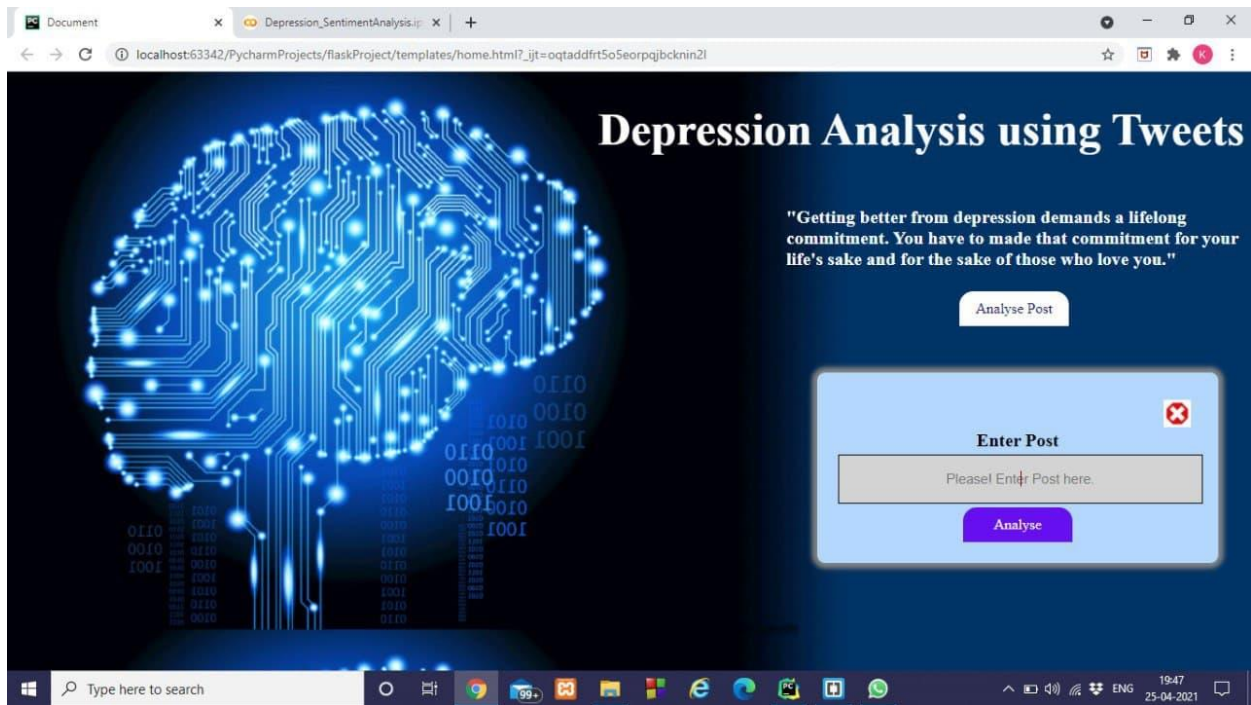 Document
Depression_SentimentAnalysis.ip
localhost:63342/PycharmProjects/flaskProject/templates/home.html?_ijt=oqtaddfrt5o5eorpqjbcknin2l
K
Depression Analysis using Tweets
"Getting better from depression demands a lifelong
commitment. You have to made that commitment for your
life's sake and for the sake of those who love you."
Analyse Post
Enter Post
Please! Enter Post here.
Analyse
0110
0100
1001
0110
0010
1001
Type here to search
99+
ENG
19:47
25-04-2021